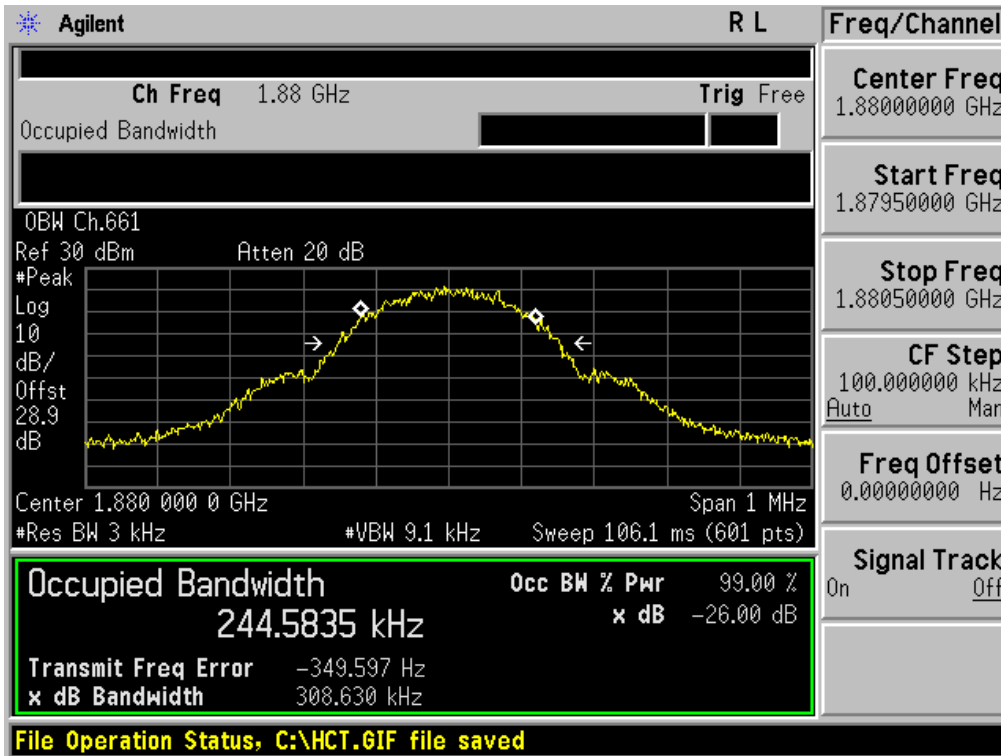 Agilent R L
Freq/Channel
Ch Freq 1.88 GHz Trig Free
Occupied Bandwidth
Center Freq
1.88000000 GHz
Start Freq
1.87950000 GHz
Stop Freq
1.88050000 GHz
CF Step
100.000000 kHz
Auto Man
Freq Offset
0.00000000 Hz
Signal Track
On Off
OBW Ch.661
Ref 30 dBm Atten 20 dB
#Peak
Log
10
dB/
Offst
28.9
dB
Center 1.880 000 0 GHz Span 1 MHz
#Res BW 3 kHz #VBW 9.1 kHz Sweep 106.1 ms (601 pts)
Occupied Bandwidth Occ BW % Pwr 99.00 %
244.5835 kHz x dB -26.00 dB
Transmit Freq Error -349.597 Hz
x dB Bandwidth 308.630 kHz
File Operation Status, C:\HCT.GIF file saved